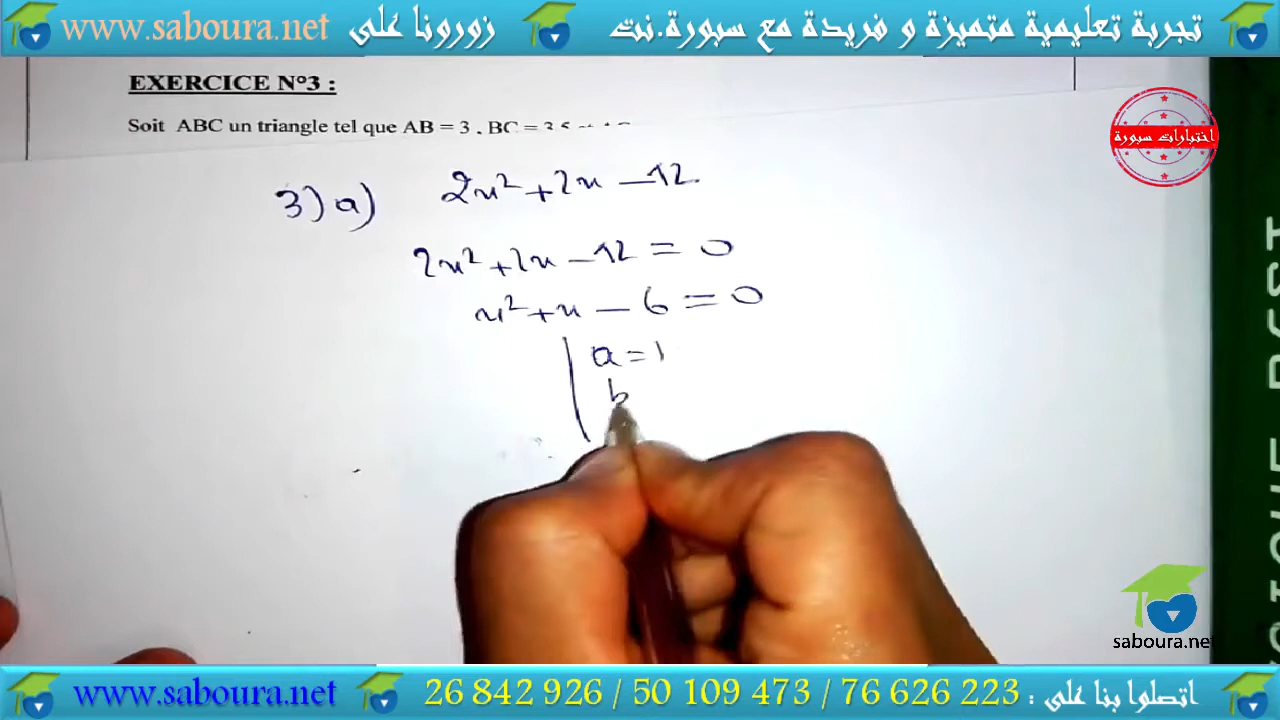 www.saboura.net زورونا على تجربة تعليمية متميزة و فريدة مع سبورة.نت
EXERCICE N°3 :
Soit ABC un triangle tel que AB = 3 , BC = 3.5
اختبارات سبورة
3) a) 2x² + 2x − 12
2x² + 2x − 12 = 0
x² + x − 6 = 0
a = 1
b
saboura.net
www.saboura.net 26 842 926 / 50 109 473 / 76 626 223 : اتصلوا بنا على